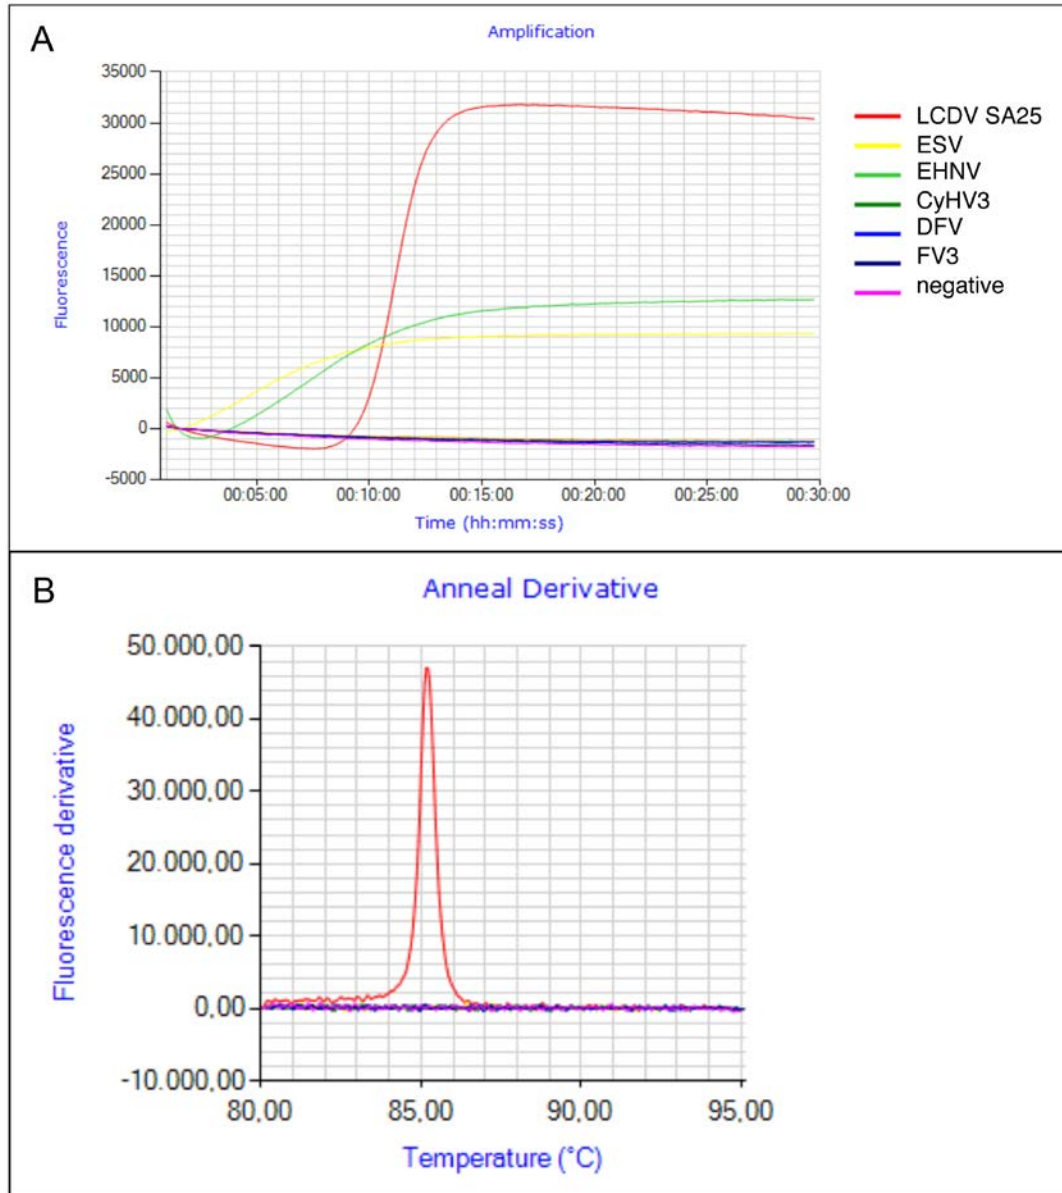 A
Amplification
35000
30000
25000
20000
15000
10000
5000
0
-5000
Fluorescence
00:05:00 00:10:00 00:15:00 00:20:00 00:25:00 00:30:00
Time (hh:mm:ss)
LCDV SA25
ESV
EHNV
CyHV3
DFV
FV3
negative
B
Anneal Derivative
50.000,00
40.000,00
30.000,00
20.000,00
10.000,00
0,00
-10.000,00
Fluorescence derivative
80,00 85,00 90,00 95,00
Temperature (°C)